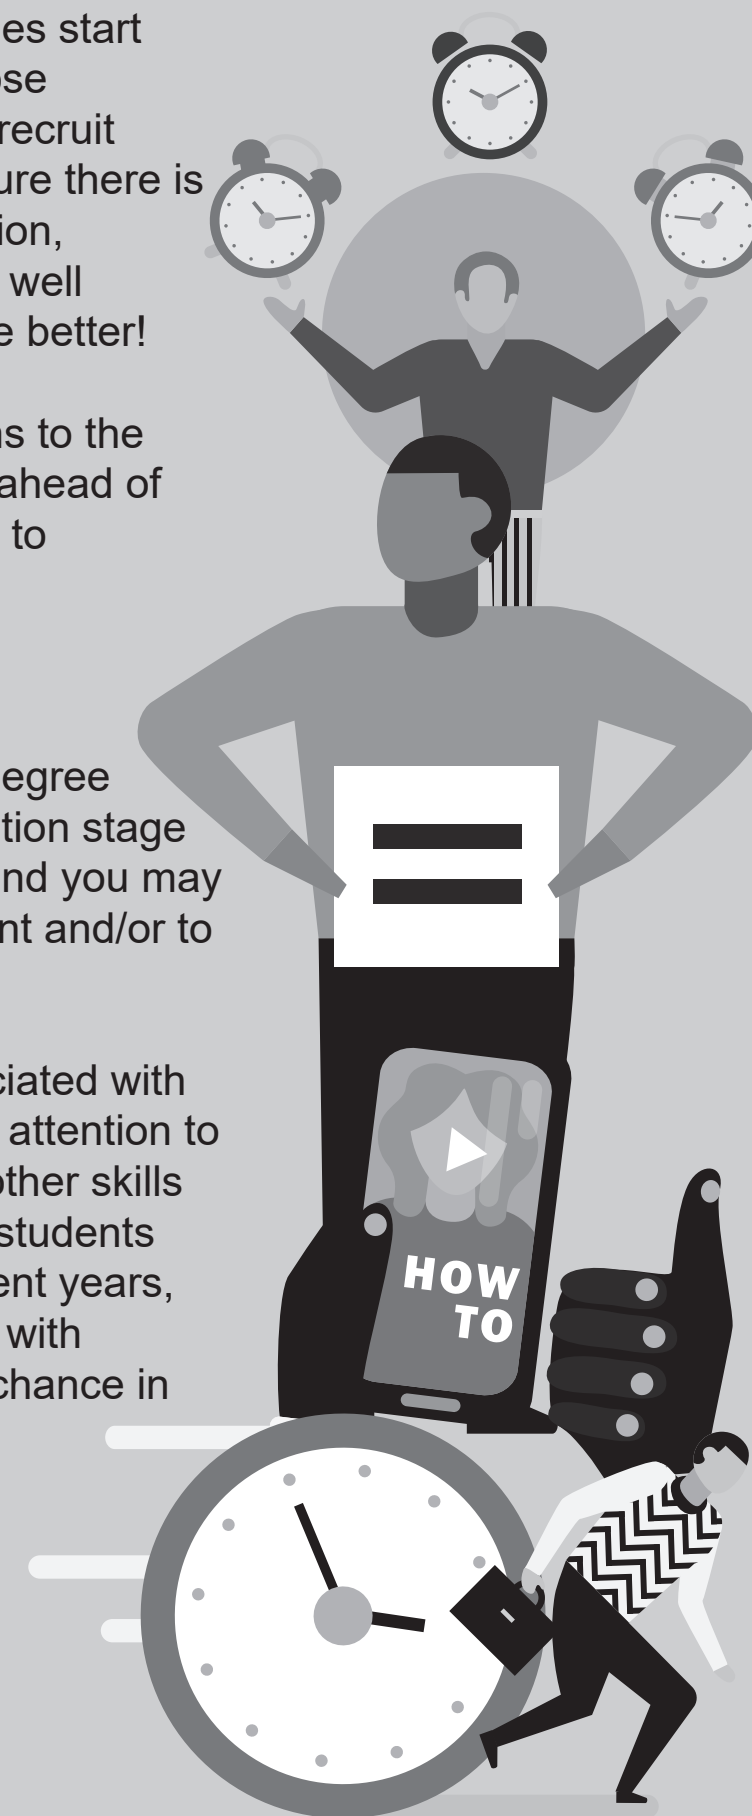 es start
ose
recruit
ure there is
ion,
well
e better!
ns to the
ahead of
to
egree
tion stage
nd you may
nt and/or to
ciated with
attention to
other skills
students
ent years,
with
chance in
HOW
TO